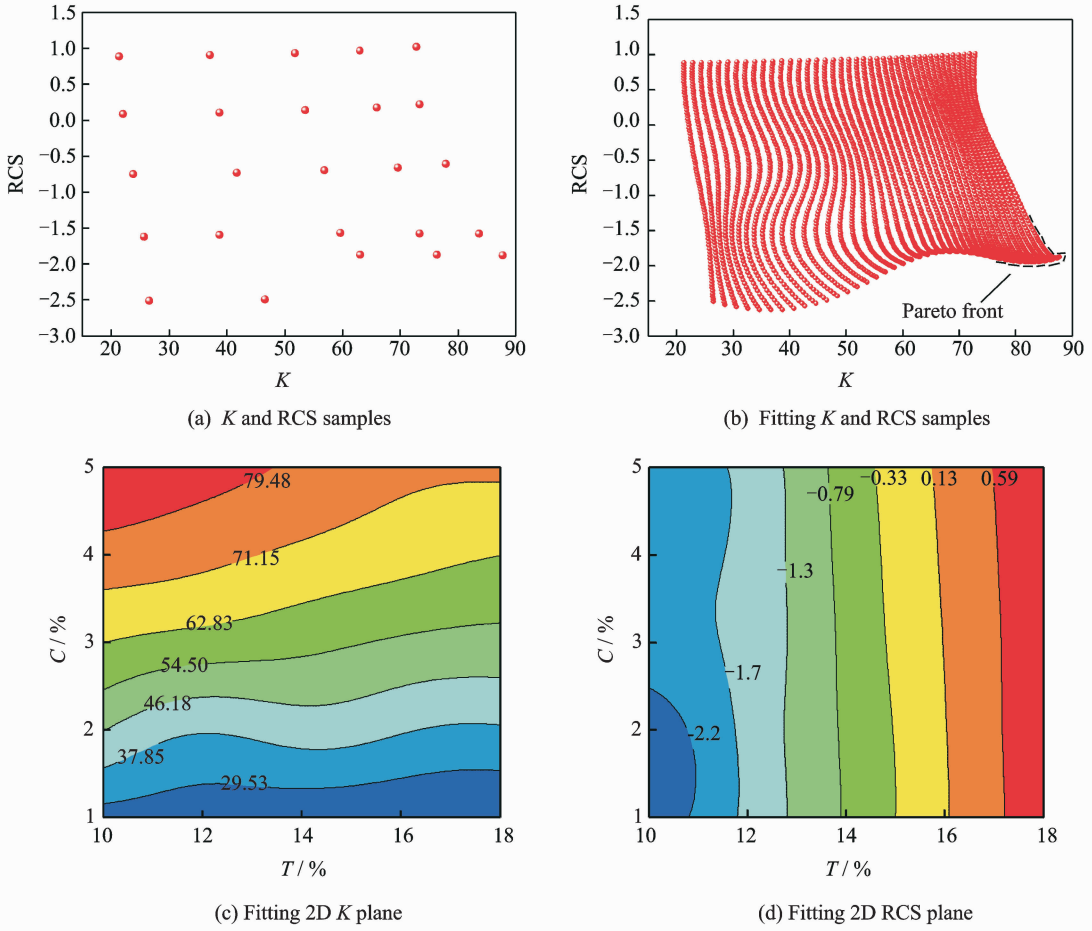 1.5
1.0
0.5
0.0
−0.5
−1.0
−1.5
−2.0
−2.5
−3.0
RCS
20 30 40 50 60 70 80 90
K
(a) K and RCS samples
1.5
1.0
0.5
0.0
−0.5
−1.0
−1.5
−2.0
−2.5
−3.0
RCS
Pareto front
20 30 40 50 60 70 80 90
K
(b) Fitting K and RCS samples
5
4
3
2
1
C / %
79.48
71.15
62.83
54.50
46.18
37.85
29.53
10 12 14 16 18
T / %
(c) Fitting 2D K plane
5
4
3
2
1
C / %
−0.79 −0.33 0.13 0.59
−1.3
−1.7
-2.2
10 12 14 16 18
T / %
(d) Fitting 2D RCS plane